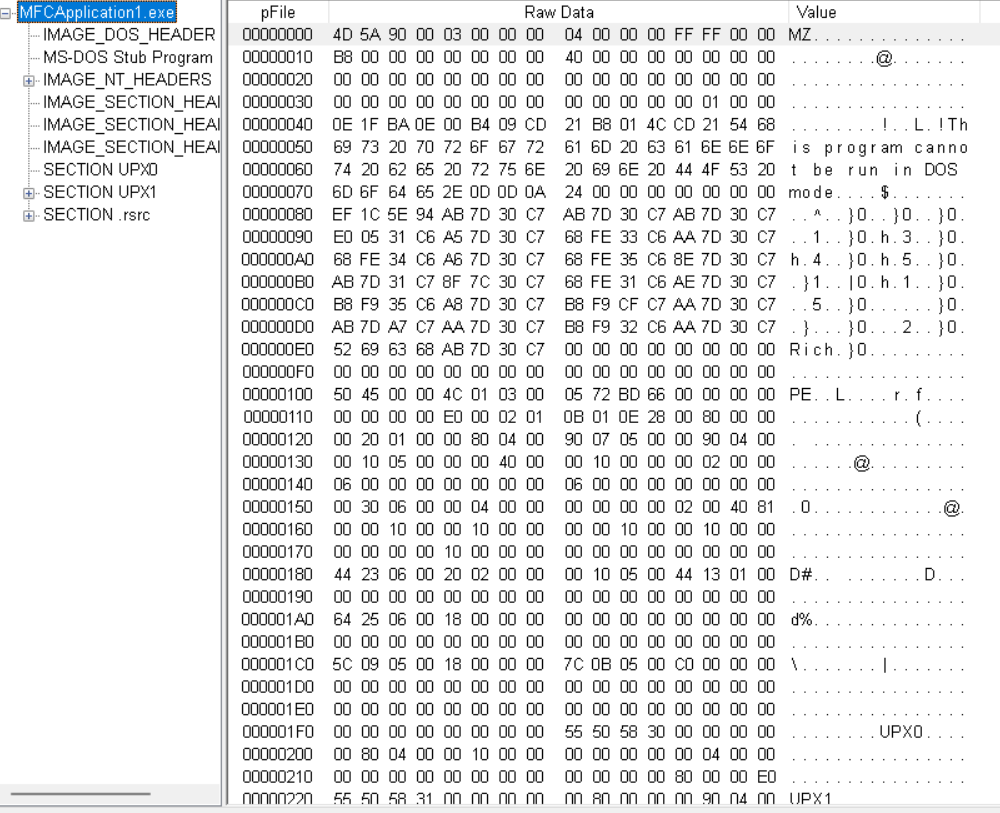 MFCApplication1.exe
IMAGE_DOS_HEADER
MS-DOS Stub Program
IMAGE_NT_HEADERS
IMAGE_SECTION_HEAI
IMAGE_SECTION_HEAI
IMAGE_SECTION_HEAI
SECTION UPX0
SECTION UPX1
SECTION .rsrc
pFile Raw Data Value
00000000 4D 5A 90 00 03 00 00 00 04 00 00 00 FF FF 00 00 MZ..............
00000010 B8 00 00 00 00 00 00 00 40 00 00 00 00 00 00 00 ........@.......
00000020 00 00 00 00 00 00 00 00 00 00 00 00 00 00 00 00 ................
00000030 00 00 00 00 00 00 00 00 00 00 00 00 00 01 00 00 ................
00000040 0E 1F BA 0E 00 B4 09 CD 21 B8 01 4C CD 21 54 68 ........!..L.!Th
00000050 69 73 20 70 72 6F 67 72 61 6D 20 63 61 6E 6E 6F is program canno
00000060 74 20 62 65 20 72 75 6E 20 69 6E 20 44 4F 53 20 t be run in DOS
00000070 6D 6F 64 65 2E 0D 0D 0A 24 00 00 00 00 00 00 00 mode....$.......
00000080 EF 1C 5E 94 AB 7D 30 C7 AB 7D 30 C7 AB 7D 30 C7 ..^..}0..}0..}0.
00000090 E0 05 31 C6 A5 7D 30 C7 68 FE 33 C6 AA 7D 30 C7 ..1..}0.h.3..}0.
000000A0 68 FE 34 C6 A6 7D 30 C7 68 FE 35 C6 8E 7D 30 C7 h.4..}0.h.5..}0.
000000B0 AB 7D 31 C7 8F 7C 30 C7 68 FE 31 C6 AE 7D 30 C7 .}1..|0.h.1..}0.
000000C0 B8 F9 35 C6 A8 7D 30 C7 B8 F9 CF C7 AA 7D 30 C7 ..5..}0......}0.
000000D0 AB 7D A7 C7 AA 7D 30 C7 B8 F9 32 C6 AA 7D 30 C7 .}...}0...2..}0.
000000E0 52 69 63 68 AB 7D 30 C7 00 00 00 00 00 00 00 00 Rich.}0.........
000000F0 00 00 00 00 00 00 00 00 00 00 00 00 00 00 00 00 ................
00000100 50 45 00 00 4C 01 03 00 05 72 BD 66 00 00 00 00 PE..L....r.f....
00000110 00 00 00 00 E0 00 02 01 0B 01 0E 28 00 80 00 00 ...........(....
00000120 00 20 01 00 00 80 04 00 90 07 05 00 00 90 04 00 . ..............
00000130 00 10 05 00 00 00 40 00 00 10 00 00 00 02 00 00 ......@.........
00000140 06 00 00 00 00 00 00 00 06 00 00 00 00 00 00 00 ................
00000150 00 30 06 00 00 04 00 00 00 00 00 00 02 00 40 81 .0............@.
00000160 00 00 10 00 00 10 00 00 00 00 10 00 00 10 00 00 ................
00000170 00 00 00 00 10 00 00 00 00 00 00 00 00 00 00 00 ................
00000180 44 23 06 00 20 02 00 00 00 10 05 00 44 13 01 00 D#.. .......D...
00000190 00 00 00 00 00 00 00 00 00 00 00 00 00 00 00 00 ................
000001A0 64 25 06 00 18 00 00 00 00 00 00 00 00 00 00 00 d%..............
000001B0 00 00 00 00 00 00 00 00 00 00 00 00 00 00 00 00 ................
000001C0 5C 09 05 00 18 00 00 00 7C 0B 05 00 C0 00 00 00 \.......|.......
000001D0 00 00 00 00 00 00 00 00 00 00 00 00 00 00 00 00 ................
000001E0 00 00 00 00 00 00 00 00 00 00 00 00 00 00 00 00 ................
000001F0 00 00 00 00 00 00 00 00 55 50 58 30 00 00 00 00 ........UPX0....
00000200 00 80 04 00 00 10 00 00 00 00 00 00 00 04 00 00 ................
00000210 00 00 00 00 00 00 00 00 00 00 00 00 80 00 00 E0 ................
00000220 55 50 58 31 00 00 00 00 00 80 00 00 00 90 04 00 UPX1